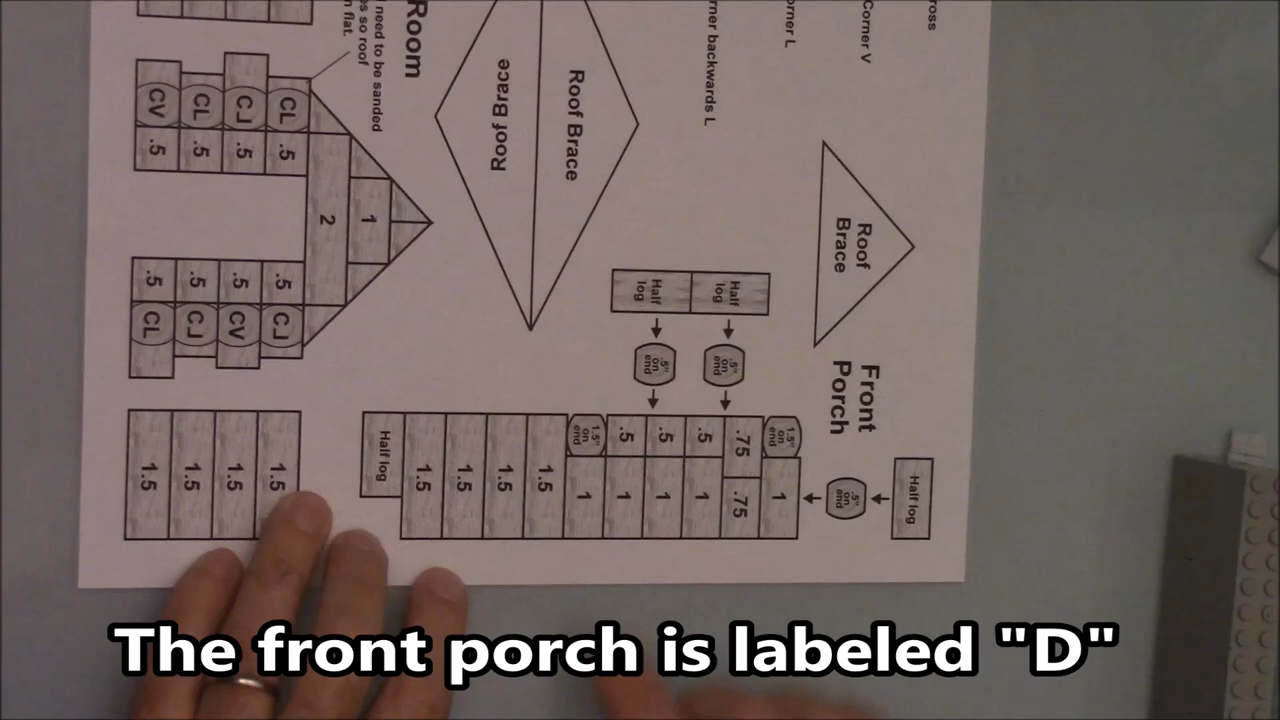 ross
Corner V
orner L
rner backwards L
Roof
Brace
Front
Porch
Half log
.5"
on
end
1.5"
on
end
1
.75 .75
.5 1
.5 1
.5 1
1.5"
on
end
1
1.5
1.5
1.5
1.5
Half log
Half
log
.5"
on
end
Half
log
.5"
on
end
Roof Brace
Roof Brace
Room
need to be sanded
es so roof
n flat.
1
2
CL .5 .5 C⅃
C⅃ .5 .5 CV
CL .5 .5 C⅃
CV .5 .5 CL
1.5
1.5
1.5
1.5
The front porch is labeled "D"